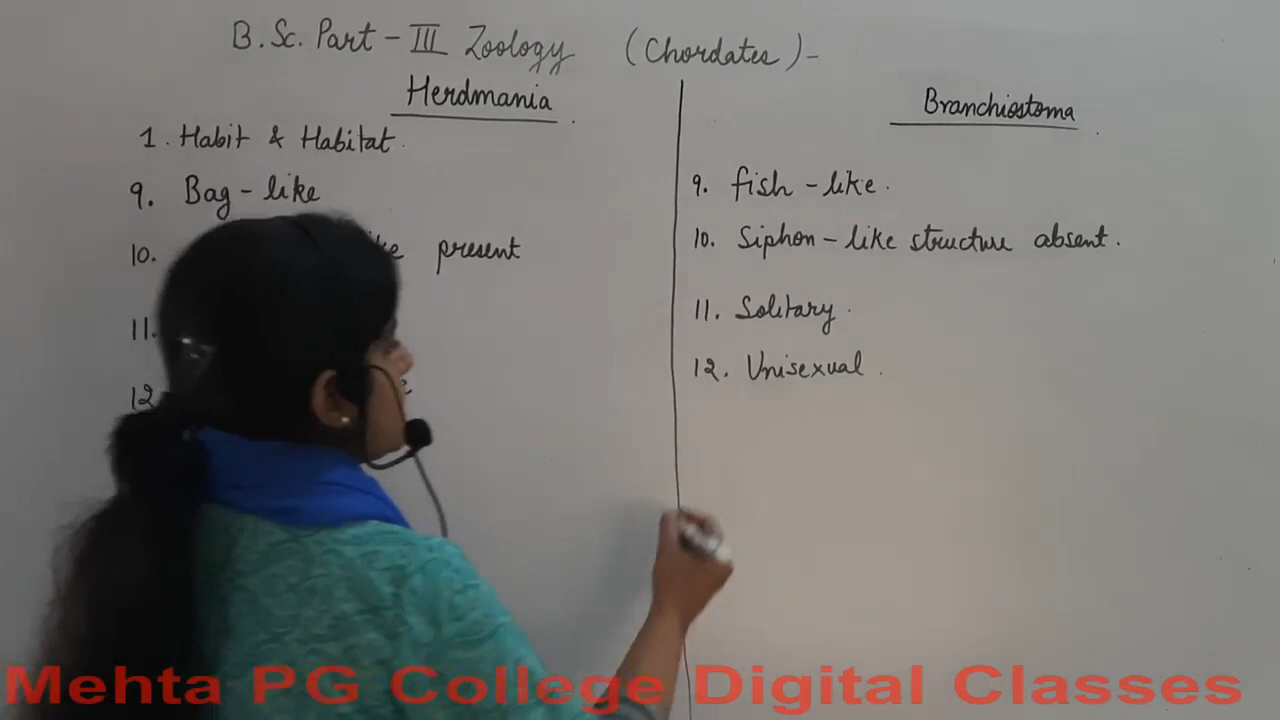 B.Sc. Part - III Zoology (Chordates) -
Herdmania
1. Habit & Habitat.
9. Bag - like
10. present
11.
12.
Branchiostoma
9. fish - like.
10. Siphon - like structure absent.
11. Solitary.
12. Unisexual.
Mehta PG College Digital Classes